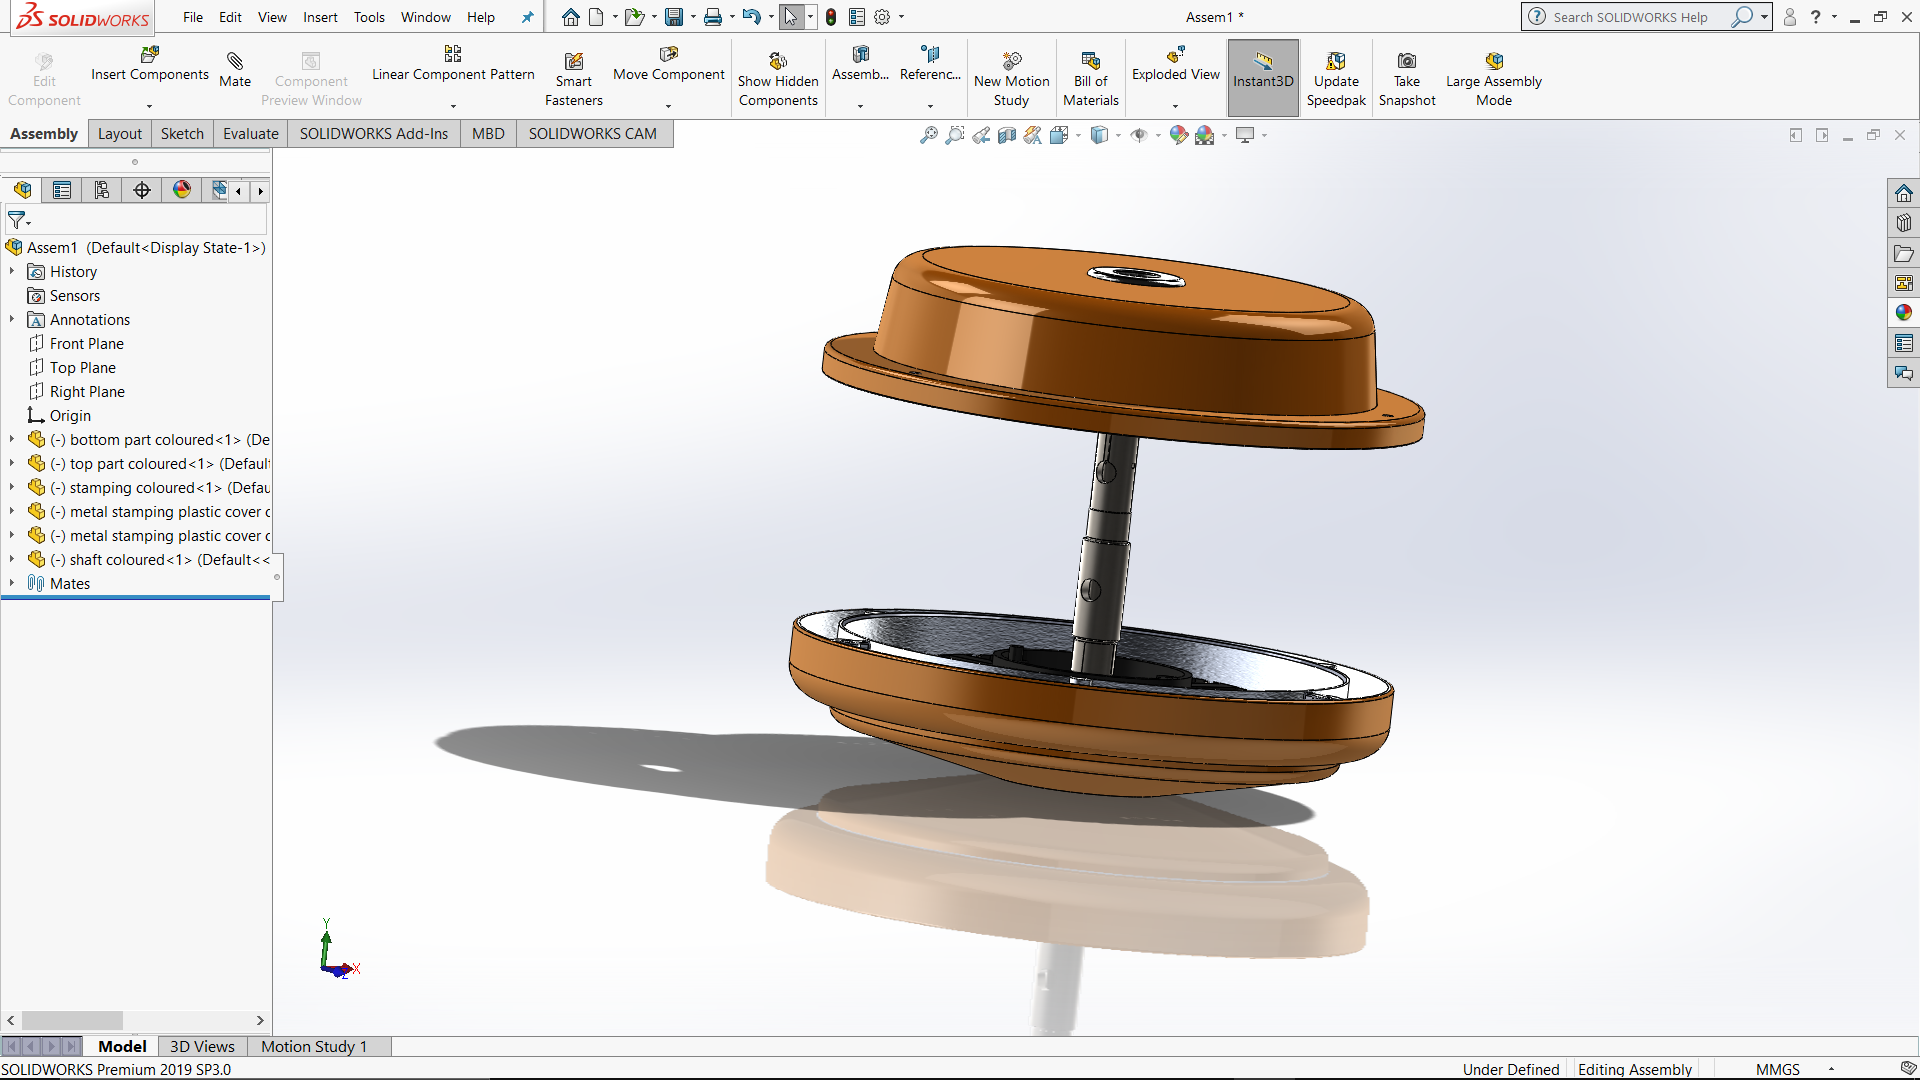 SOLIDWORKS
File Edit View Insert Tools Window Help
Assem1 *
Search SOLIDWORKS Help
Edit Component
Insert Components
Mate
Component Preview Window
Linear Component Pattern
Smart Fasteners
Move Component
Show Hidden Components
Assemb...
Referenc...
New Motion Study
Bill of Materials
Exploded View
Instant3D
Update Speedpak
Take Snapshot
Large Assembly Mode
Assembly Layout Sketch Evaluate SOLIDWORKS Add-Ins MBD SOLIDWORKS CAM
Assem1 (Default<Display State-1>)
History
Sensors
Annotations
Front Plane
Top Plane
Right Plane
Origin
(-) bottom part coloured<1> (De
(-) top part coloured<1> (Default
(-) stamping coloured<1> (Defau
(-) metal stamping plastic cover c
(-) metal stamping plastic cover c
(-) shaft coloured<1> (Default<<
Mates
Y
X
Z
Model 3D Views Motion Study 1
SOLIDWORKS Premium 2019 SP3.0
Under Defined Editing Assembly MMGS